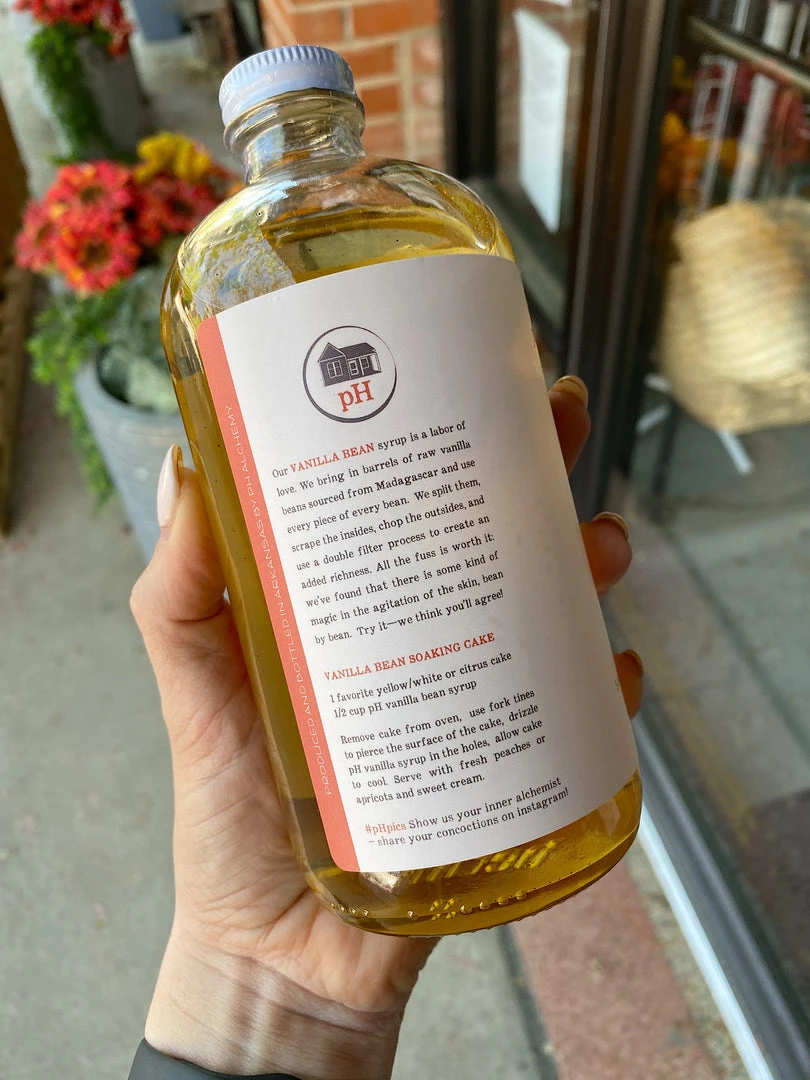 pH
Our VANILLA BEAN syrup is a labor of
love. We bring in barrels of raw vanilla
beans sourced from Madagascar and use
every piece of every bean. We split them,
scrape the insides, chop the outsides, and
use a double filter process to create an
added richness. All the fuss is worth it:
we've found that there is some kind of
magic in the agitation of the skin, bean
by bean. Try it—we think you'll agree!
VANILLA BEAN SOAKING CAKE
1 favorite yellow/white or citrus cake
1/2 cup pH vanilla bean syrup
Remove cake from oven, use fork tines
to pierce the surface of the cake, drizzle
pH vanilla syrup in the holes, allow cake
to cool. Serve with fresh peaches or
apricots and sweet cream.
#pHpics Show us your inner alchemist
– share your concoctions on instagram!
PRODUCED AND BOTTLED IN ARKANSAS BY PH ALCHEMY